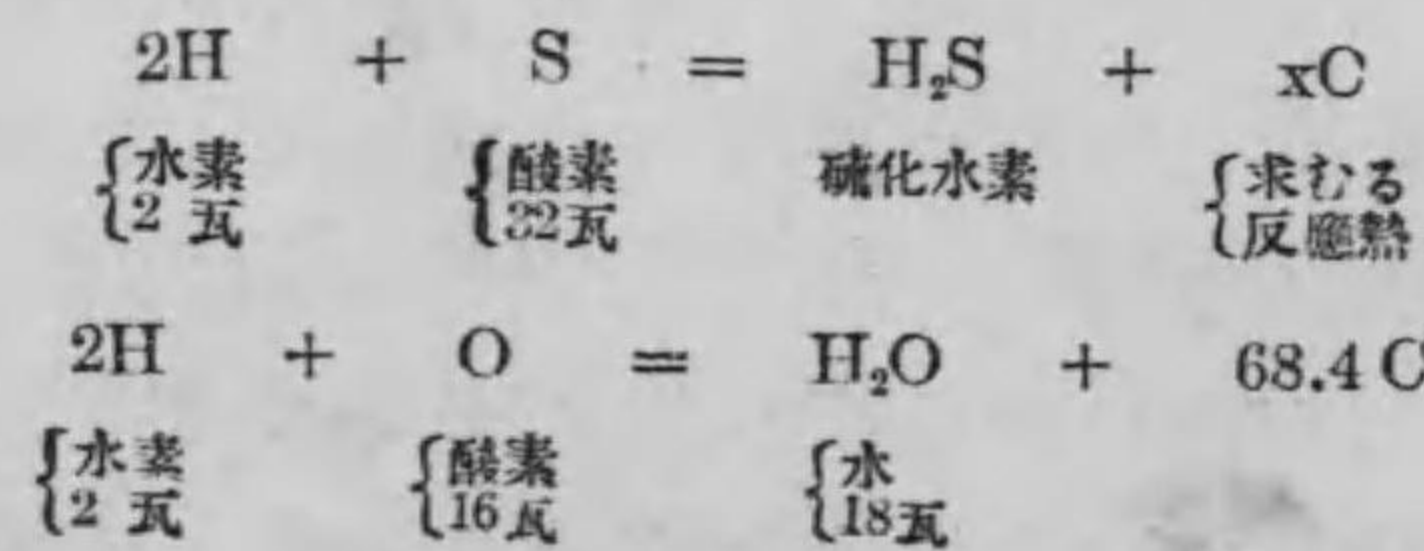 2H + S = H₂S + xC
{水素 {酸素 硫化水素 {求むる
{2 瓦 {32瓦 {反應熱
2H + O = H₂O + 68.4 C
{水素 {酸素 {水
{2 瓦 {16瓦 {18瓦